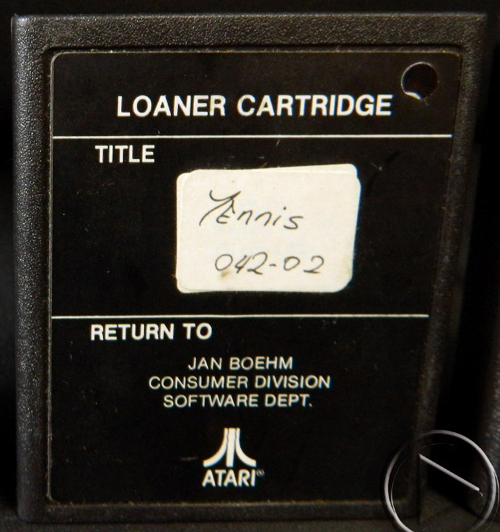 LOANER CARTRIDGE
TITLE
Tennis
042-02
RETURN TO
JAN BOEHM
CONSUMER DIVISION
SOFTWARE DEPT.
ATARI